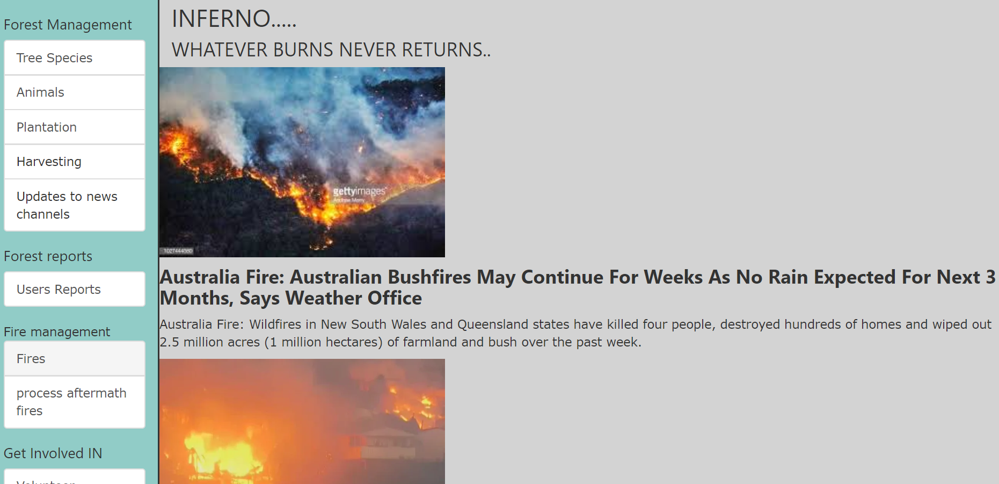 Forest Management
Tree Species
Animals
Plantation
Harvesting
Updates to news
channels
Forest reports
Users Reports
Fire management
Fires
process aftermath
fires
Get Involved IN
Volunteer
INFERNO.....
WHATEVER BURNS NEVER RETURNS..
gettyimages
Andrew Merry
1027444080
Australia Fire: Australian Bushfires May Continue For Weeks As No Rain Expected For Next 3
Months, Says Weather Office
Australia Fire: Wildfires in New South Wales and Queensland states have killed four people, destroyed hundreds of homes and wiped out
2.5 million acres (1 million hectares) of farmland and bush over the past week.